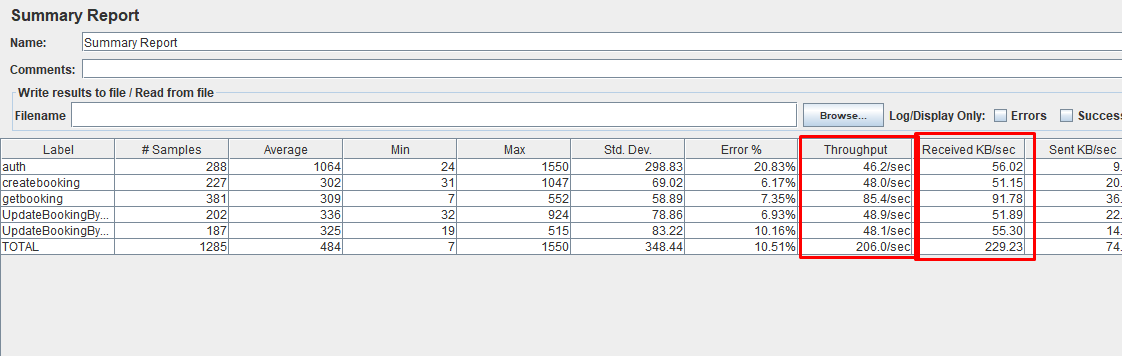 Summary Report
Name: Summary Report
Comments:
Write results to file / Read from file
Filename Browse... Log/Display Only: Errors Success
Label # Samples Average Min Max Std. Dev. Error % Throughput Received KB/sec Sent KB/sec
auth 288 1064 24 1550 298.83 20.83% 46.2/sec 56.02 9.
createbooking 227 302 31 1047 69.02 6.17% 48.0/sec 51.15 20.
getbooking 381 309 7 552 58.89 7.35% 85.4/sec 91.78 36.
UpdateBookingBy... 202 336 32 924 78.86 6.93% 48.9/sec 51.89 22.
UpdateBookingBy... 187 325 19 515 83.22 10.16% 48.1/sec 55.30 14.
TOTAL 1285 484 7 1550 348.44 10.51% 206.0/sec 229.23 74.